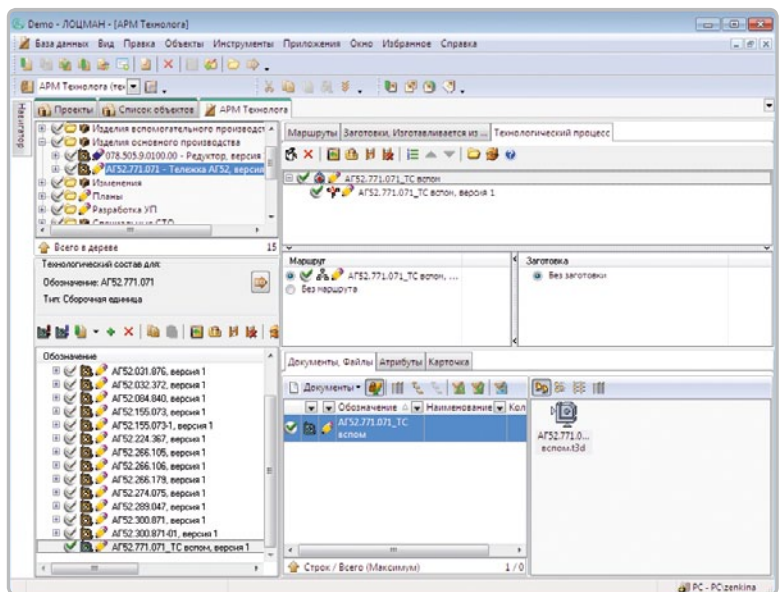 Demo - ЛОЦМАН - [АРМ Технолога]
База данных Вид Правка Объекты Инструменты Приложения Окно Избранное Справка
АРМ Технолога (те
Навигатор
Проекты Список объектов АРМ Технолога
Изделия вспомогательного производст
Изделия основного производства
078.505.9.0100.00 - Редуктор, версия
АГ52.771.071 - Тележка АГ52, версия
Изменения
Планы
Разработка УП
Специальные СТО
Всего в дереве 15
Технологический состав для:
Обозначение: АГ52.771.071
Тип: Сборочная единица
Обозначение
АГ52.031.876, версия 1
АГ52.032.372, версия 1
АГ52.084.840, версия 1
АГ52.155.073, версия 1
АГ52.155.073-1, версия 1
АГ52.224.367, версия 1
АГ52.266.105, версия 1
АГ52.266.106, версия 1
АГ52.266.179, версия 1
АГ52.274.075, версия 1
АГ52.289.047, версия 1
АГ52.300.871, версия 1
АГ52.300.871-01, версия 1
АГ52.771.071_ТС вспом, версия 1
Маршруты Заготовки, Изготавливается из ... Технологический процесс
АГ52.771.071_ТС вспом
АГ52.771.071_ТС вспом, версия 1
Маршрут
АГ52.771.071_ТС вспом, ...
Без маршрута
Заготовка
Без заготовки
Документы, Файлы Атрибуты Карточка
Документы
Обозначение Наименование Кол
АГ52.771.071_ТС
вспом
АГ52.771.0...
вспом.t3d
Строк / Всего (Максимум) 1 / 0
PC - PC\zenkina